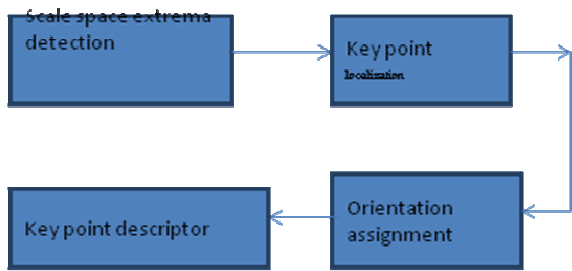 Scale space extrema
detection
Key point
localisation
Orientation
assignment
Key point descriptor